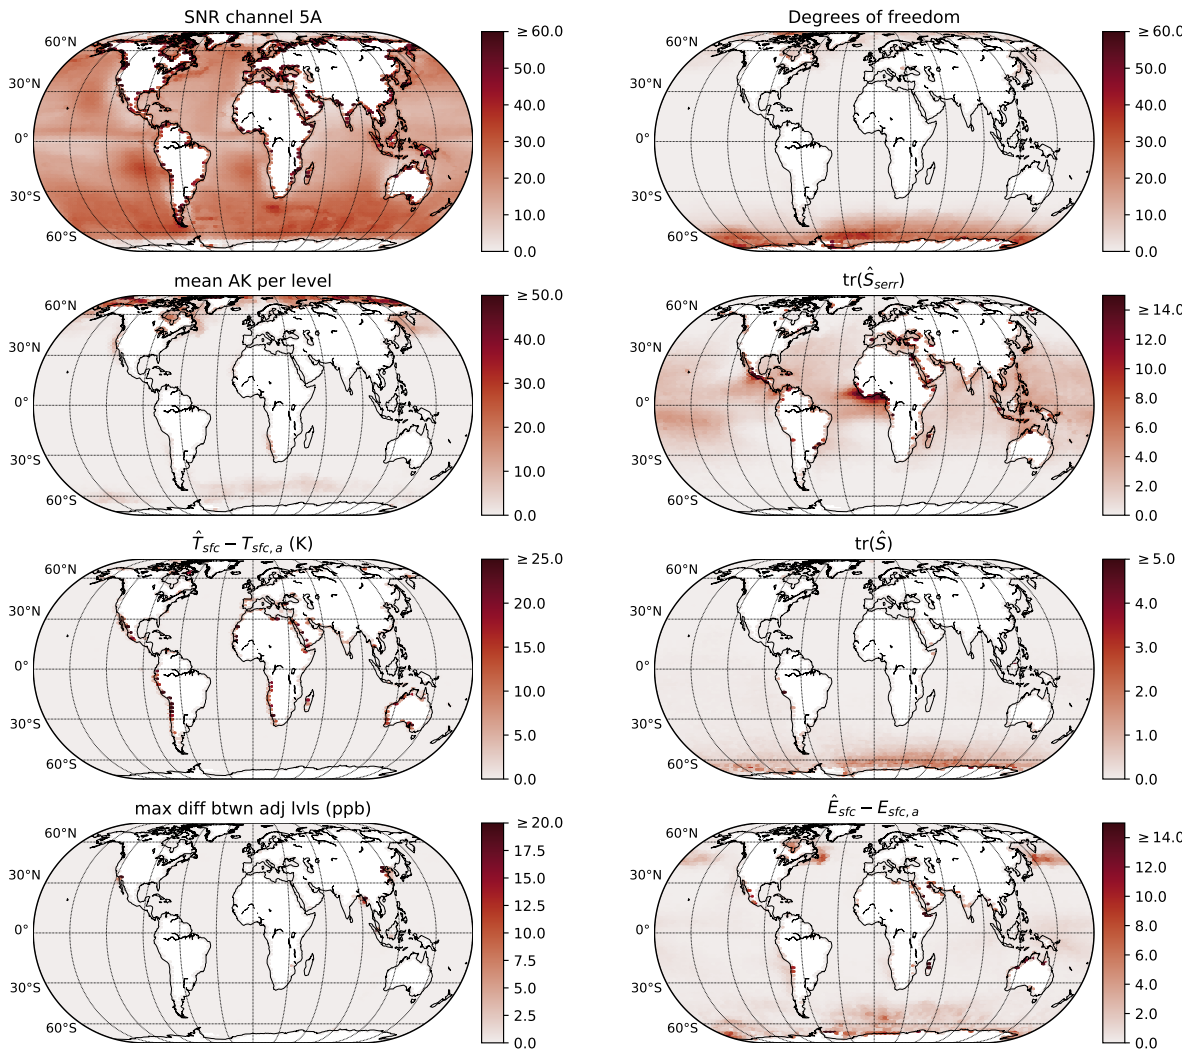 SNR channel 5A
60°N
30°N
0°
30°S
60°S
≥60.0
50.0
40.0
30.0
20.0
10.0
0.0
Degrees of freedom
60°N
30°N
0°
30°S
60°S
≥60.0
50.0
40.0
30.0
20.0
10.0
0.0
mean AK per level
60°N
30°N
0°
30°S
60°S
≥50.0
40.0
30.0
20.0
10.0
0.0
tr(Ŝ_serr)
60°N
30°N
0°
30°S
60°S
≥14.0
12.0
10.0
8.0
6.0
4.0
2.0
0.0
T̂_sfc − T_sfc,a (K)
60°N
30°N
0°
30°S
60°S
≥25.0
20.0
15.0
10.0
5.0
0.0
tr(Ŝ)
60°N
30°N
0°
30°S
60°S
≥5.0
4.0
3.0
2.0
1.0
0.0
max diff btwn adj lvls (ppb)
60°N
30°N
0°
30°S
60°S
≥20.0
17.5
15.0
12.5
10.0
7.5
5.0
2.5
0.0
Ê_sfc − E_sfc,a
60°N
30°N
0°
30°S
60°S
≥14.0
12.0
10.0
8.0
6.0
4.0
2.0
0.0